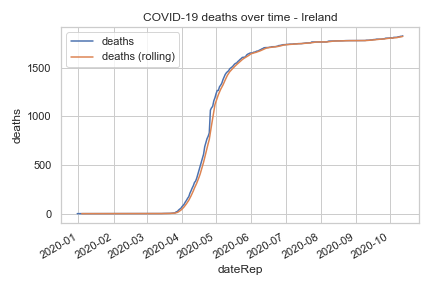 COVID-19 deaths over time - Ireland
deaths
deaths (rolling)
1500
1000
500
0
deaths
2020-01
2020-02
2020-03
2020-04
2020-05
2020-06
2020-07
2020-08
2020-09
2020-10
dateRep